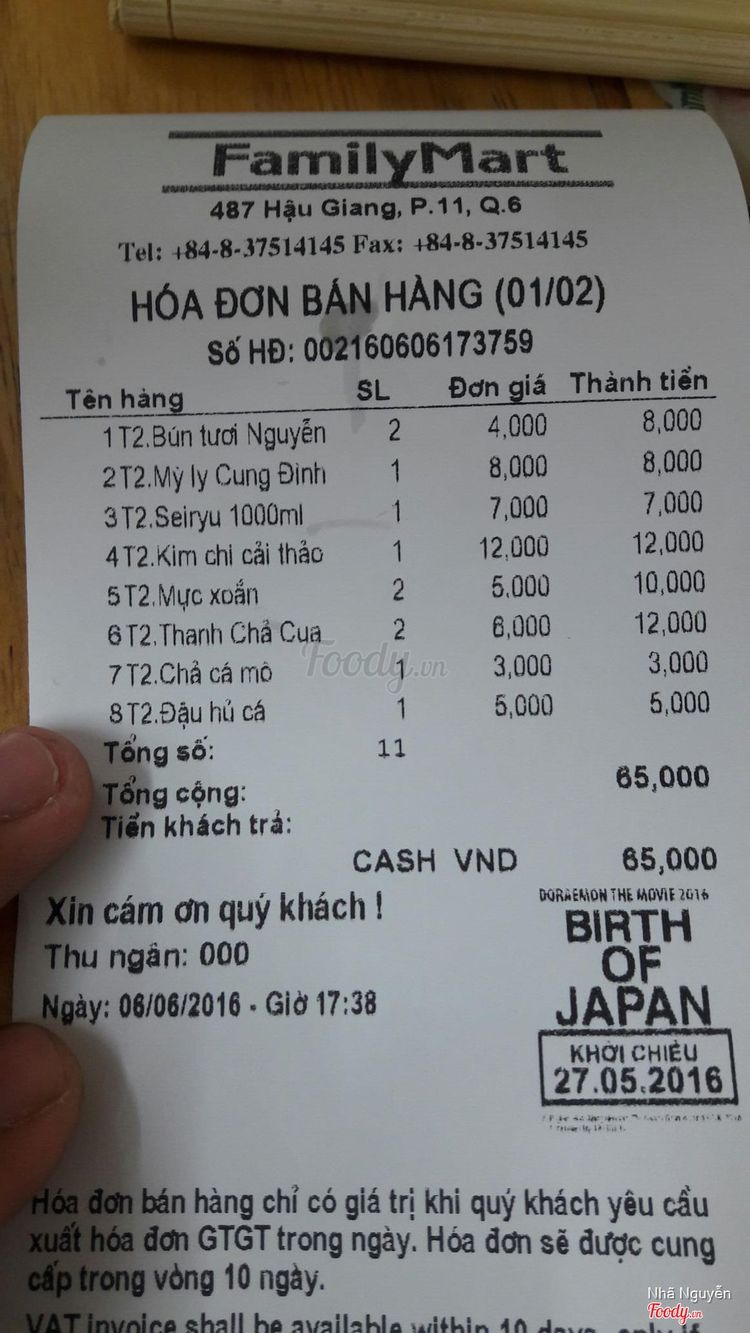 FamilyMart
487 Hậu Giang, P.11, Q.6
Tel: +84-8-37514145 Fax: +84-8-37514145
HÓA ĐƠN BÁN HÀNG (01/02)
Số HĐ: 002160606173759
Tên hàng SL Đơn giá Thành tiển
1 T2.Bún tươi Nguyễn 2 4,000 8,000
2 T2.Mỳ ly Cung Đình 1 8,000 8,000
3 T2.Seiryu 1000ml 1 7,000 7,000
4 T2.Kim chi cải thảo 1 12,000 12,000
5 T2.Mực xoắn 2 5.000 10,000
6 T2.Thanh Chả Cua 2 6,000 12,000
7 T2.Chả cá mô 1 3,000 3,000
8 T2.Đậu hủ cá 1 5,000 5,000
Tổng số: 11
Tổng cộng: 65,000
Tiển khách trả:
CASH VND 65,000
Xin cám ơn quý khách !
Thu ngân: 000
Ngày: 06/06/2016 - Giờ 17:38
DORAEMON THE MOVIE 2016
BIRTH
OF
JAPAN
KHỞI CHIẾU
27.05.2016
Hóa đơn bán hàng chỉ có giá trị khi quý khách yêu cầu
xuất hóa đơn GTGT trong ngày. Hóa đơn sẽ được cung
cấp trong vòng 10 ngày.
VAT invoice shall be available within 10 days, only
Foody.vn
Nhã Nguyễn
Foody.vn